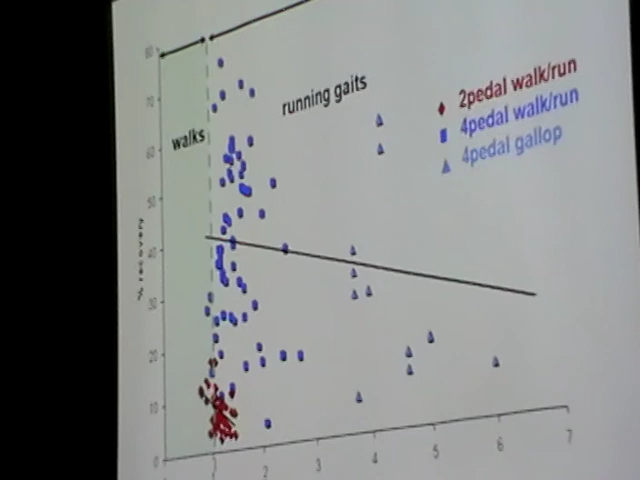 running gaits
walks
2pedal walk/run
4pedal walk/run
4pedal gallop
% recovery
80
70
60
50
40
30
20
10
0
1
2
3
4
5
6
7